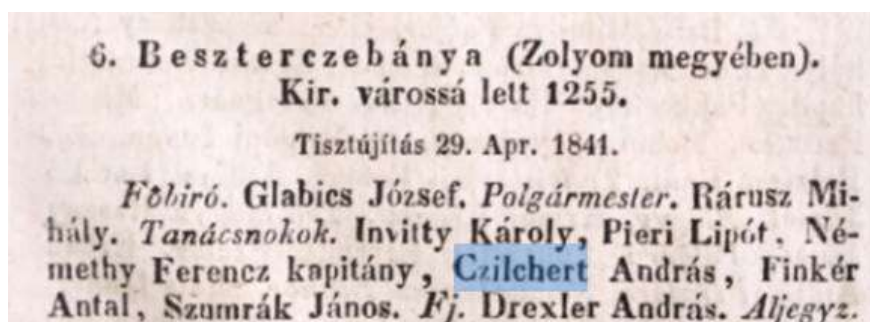 6. Beszterczebánya (Zolyom megyében).
Kir. várossá lett 1255.
Tisztújítás 29. Apr. 1841.
Főbiró. Glabics József. Polgármester. Rárusz Mi-
hály. Tanácsnokok. Invitty Károly, Pieri Lipót, Né-
methy Ferencz kapitány, Czilchert András, Finkér
Antal, Szumrák János. Fj. Drexler András. Aljegyz.